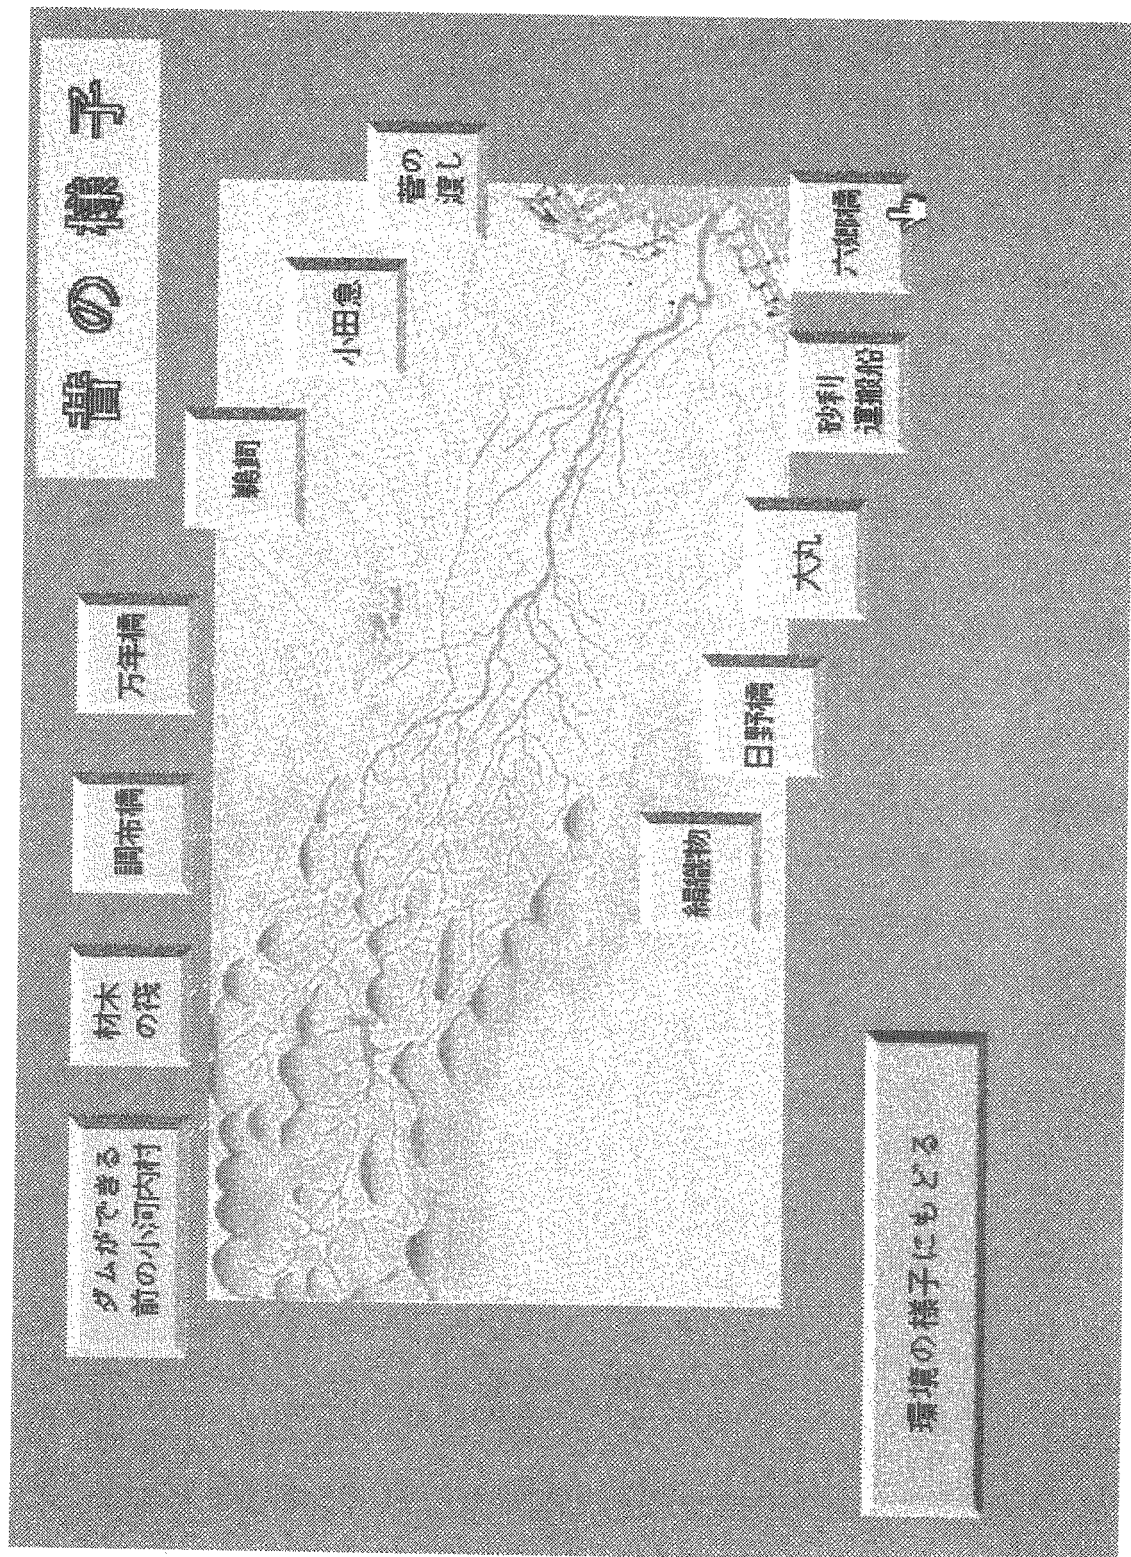 昔の様子
ダムができる
前の小河内村
材木
の筏
調布橋
万年橋
鵜飼
小田急
菅の
渡し
絹織物
日野橋
大丸
砂利
運搬船
六郷橋
環境の様子にもどる